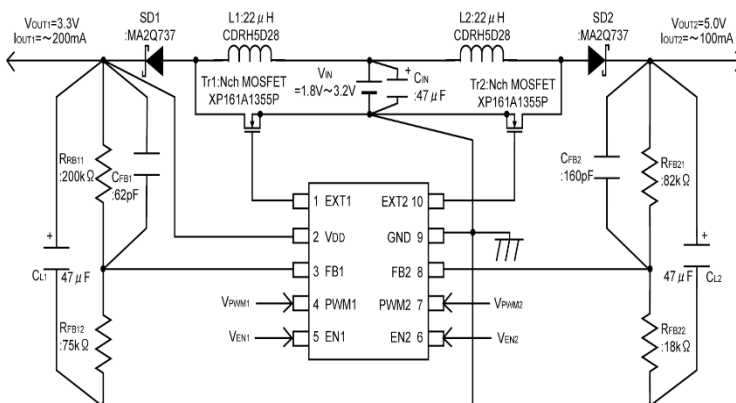 VOUT1=3.3V
IOUT1=~200mA
SD1
:MA2Q737
L1:22μH
CDRH5D28
L2:22μH
CDRH5D28
SD2
:MA2Q737
VOUT2=5.0V
IOUT2=~100mA
Tr1:Nch MOSFET
XP161A1355P
VIN
=1.8V~3.2V
+
CIN
:47μF
Tr2:Nch MOSFET
XP161A1355P
RRB11
:200kΩ
CFB1
:62pF
CFB2
:160pF
RFB21
:82kΩ
1 EXT1
EXT2 10
2 VDD
GND 9
3 FB1
FB2 8
4 PWM1
PWM2 7
5 EN1
EN2 6
VPWM1
VPWM2
VEN1
VEN2
+
CL1
47μF
+
47μF
CL2
RFB12
:75kΩ
RFB22
:18kΩ